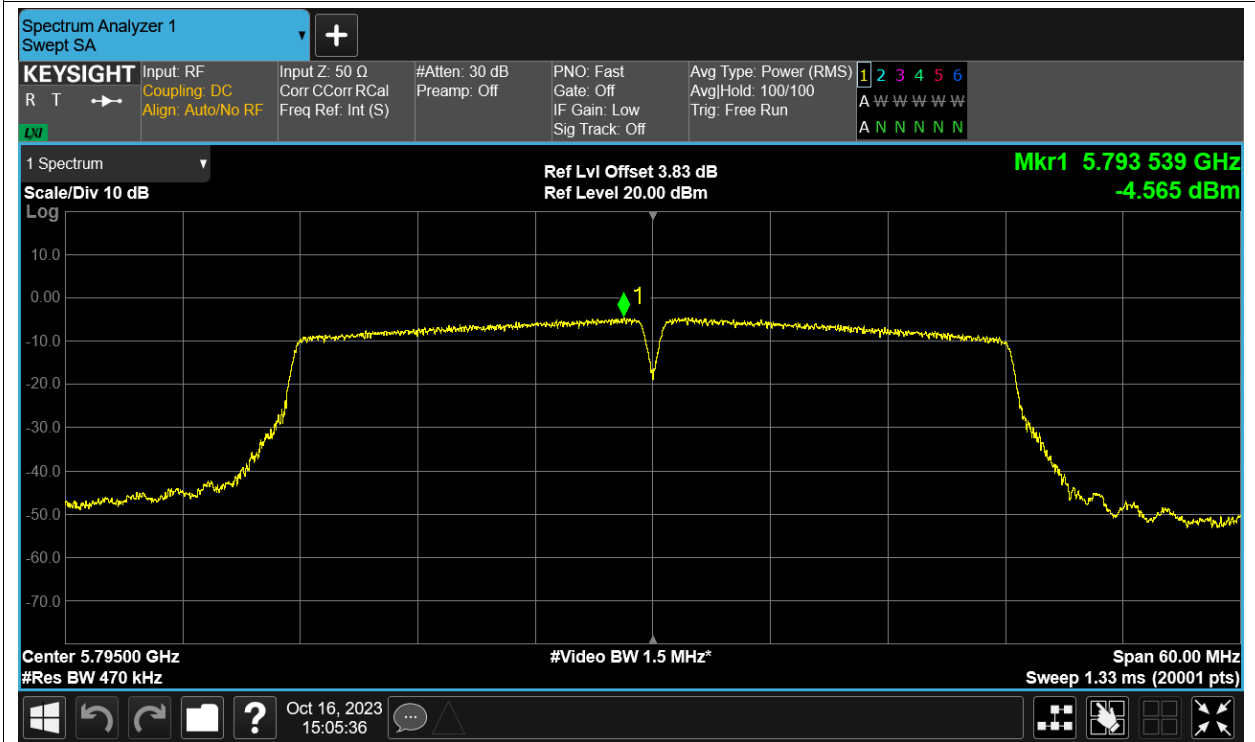 Spectrum Analyzer 1
Swept SA
+
KEYSIGHT
R T
LXI
Input: RF
Coupling: DC
Align: Auto/No RF
Input Z: 50 Ω
Corr CCorr RCal
Freq Ref: Int (S)
#Atten: 30 dB
Preamp: Off
PNO: Fast
Gate: Off
IF Gain: Low
Sig Track: Off
Avg Type: Power (RMS)
Avg|Hold: 100/100
Trig: Free Run
1 2 3 4 5 6
A W W W W W
A N N N N N
1 Spectrum
Scale/Div 10 dB
Ref Lvl Offset 3.83 dB
Ref Level 20.00 dBm
Mkr1 5.793 539 GHz
-4.565 dBm
Log
10.0
0.00
-10.0
-20.0
-30.0
-40.0
-50.0
-60.0
-70.0
1
Center 5.79500 GHz
#Res BW 470 kHz
#Video BW 1.5 MHz*
Span 60.00 MHz
Sweep 1.33 ms (20001 pts)
?
Oct 16, 2023
15:05:36